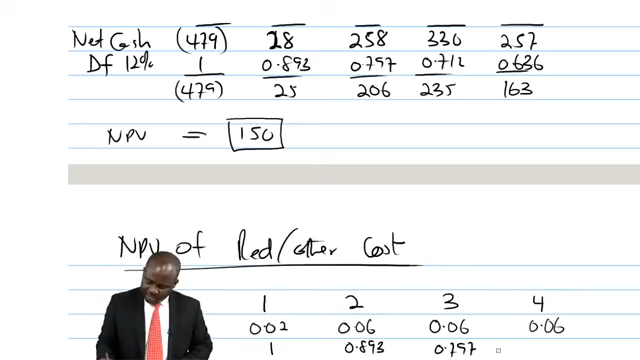 Net Cash (479) 28 258 330 257
Df 12% 1 0.893 0.797 0.712 0.636
(479) 25 206 235 163
NPV = 150
NPV of Red/other Cost
1 2 3 4
0.02 0.06 0.06 0.06
1 0.893 0.797